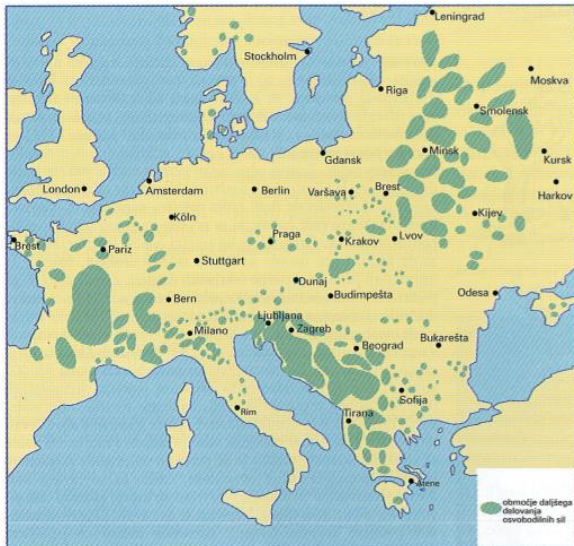 Leningrad
Stockholm
Moskva
Riga
Smolensk
Minsk
Gdansk
Kursk
London
Amsterdam
Berlin
Varšava
Brest
Harkov
Köln
Kijev
Brest
Pariz
Praga
Krakov
Lvov
Stuttgart
Dunaj
Budimpešta
Odesa
Bern
Ljubljana
Milano
Zagreb
Beograd
Bukarešta
Sofija
Rim
Tirana
Atene
območje daljšega
delovanja
osvobodilnih sil